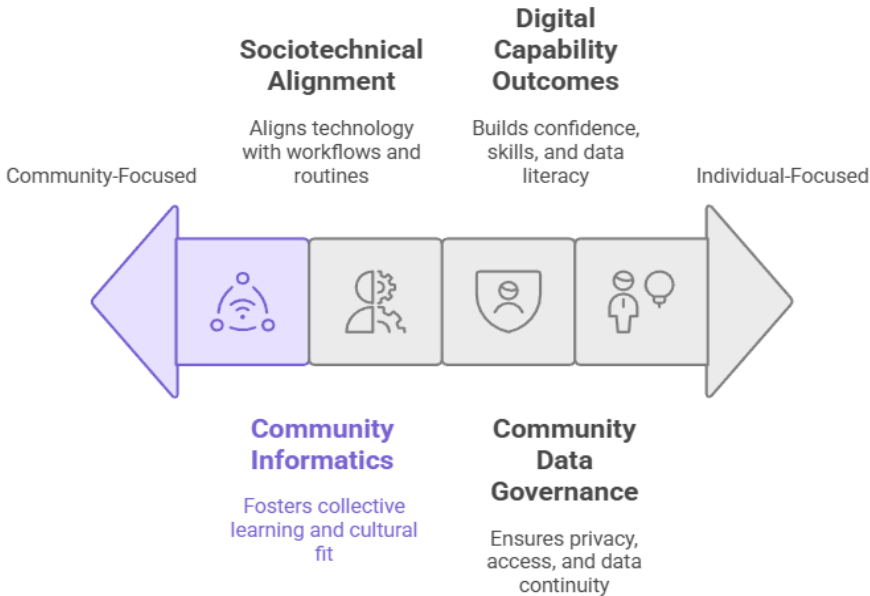 Sociotechnical
Alignment
Aligns technology
with workflows and
routines
Digital
Capability
Outcomes
Builds confidence,
skills, and data
literacy
Community-Focused
Individual-Focused
Community
Informatics
Fosters collective
learning and cultural
fit
Community
Data
Governance
Ensures privacy,
access, and data
continuity